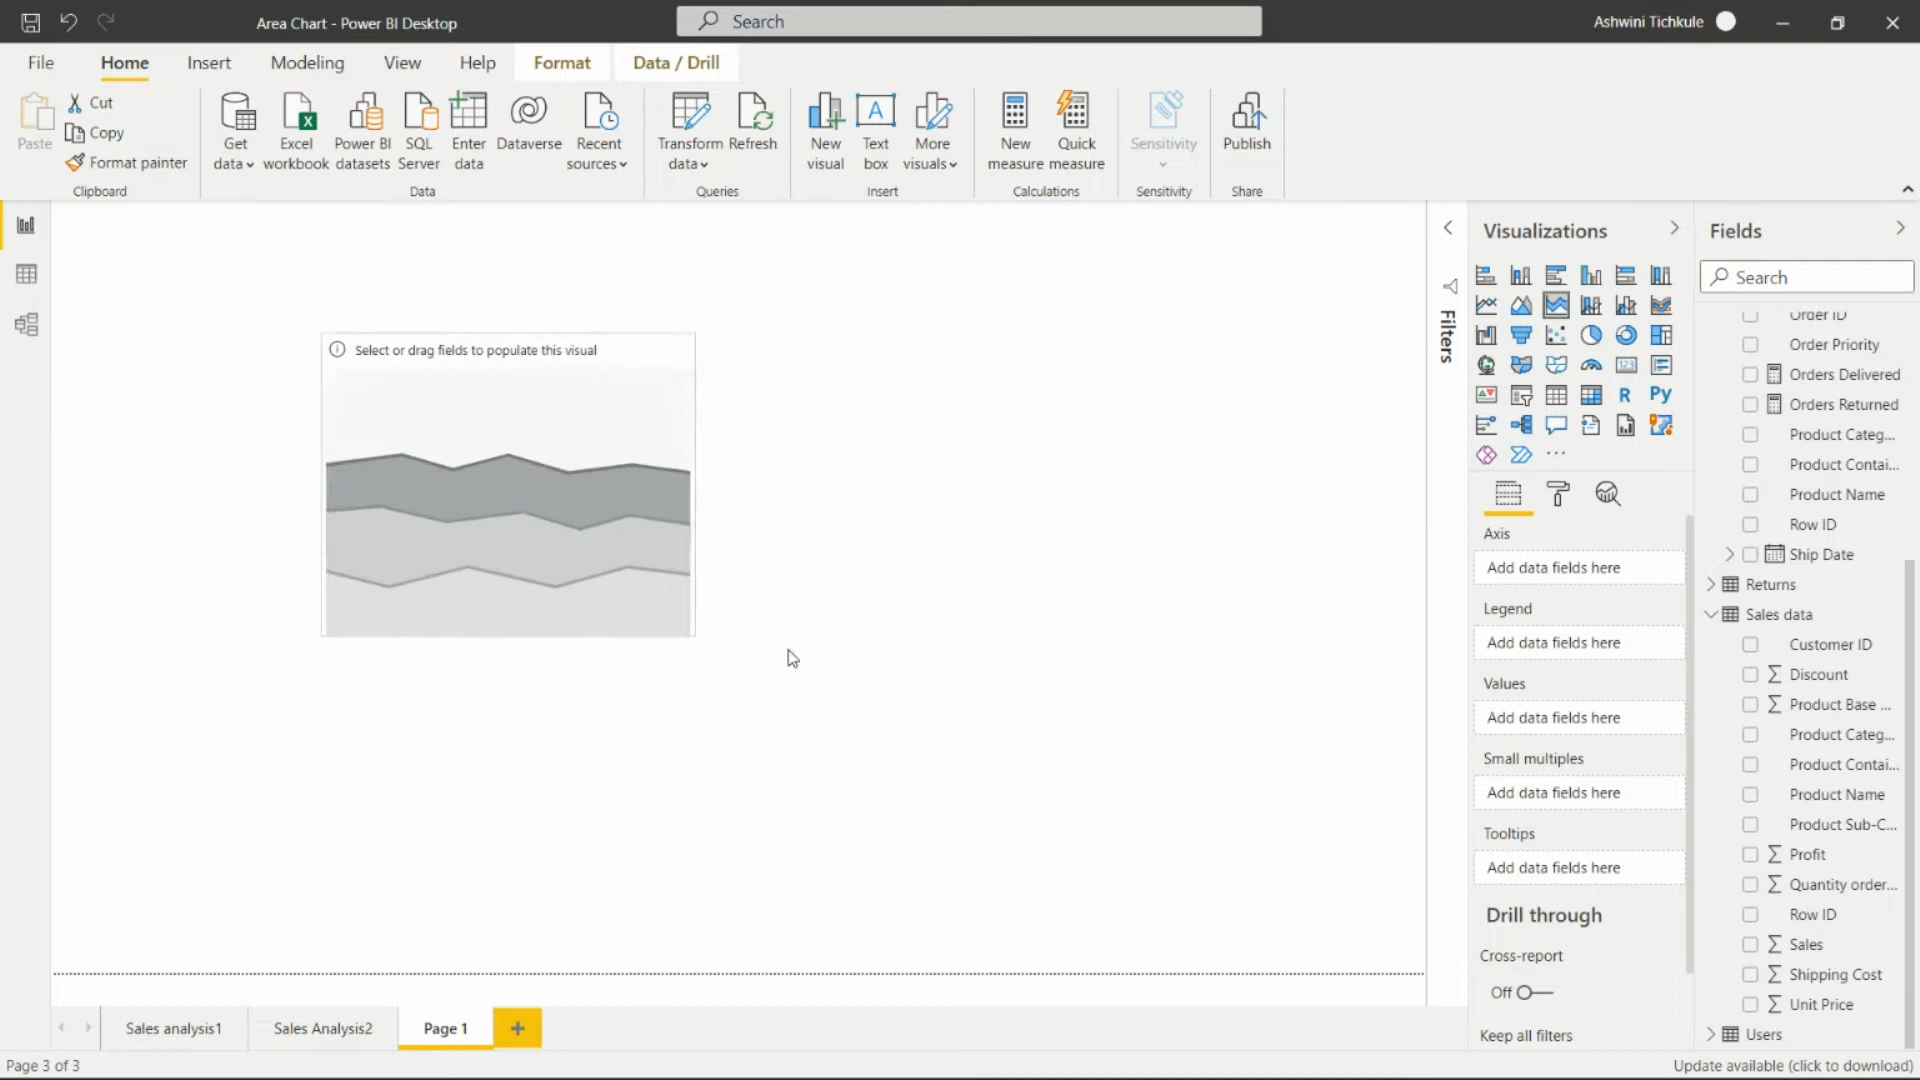 Area Chart - Power BI Desktop
Search
Ashwini Tichkule
File
Home
Insert
Modeling
View
Help
Format
Data / Drill
Paste
Cut
Copy
Format painter
Clipboard
Get data
Excel workbook
Power BI datasets
SQL Server
Enter data
Dataverse
Recent sources
Data
Transform data
Refresh
Queries
New visual
A
Text box
More visuals
Insert
New measure
Quick measure
Calculations
Sensitivity
Sensitivity
Publish
Share
Select or drag fields to populate this visual
Filters
Visualizations
123
R
Py
...
Axis
Add data fields here
Legend
Add data fields here
Values
Add data fields here
Small multiples
Add data fields here
Tooltips
Add data fields here
Drill through
Cross-report
Off
Keep all filters
Fields
Search
Order ID
Order Priority
Orders Delivered
Orders Returned
Product Categ...
Product Contai...
Product Name
Row ID
Ship Date
Returns
Sales data
Customer ID
Σ Discount
Σ Product Base ...
Product Categ...
Product Contai...
Product Name
Product Sub-C...
Σ Profit
Σ Quantity order...
Row ID
Σ Sales
Σ Shipping Cost
Σ Unit Price
Users
Sales analysis1
Sales Analysis2
Page 1
+
Page 3 of 3
Update available (click to download)